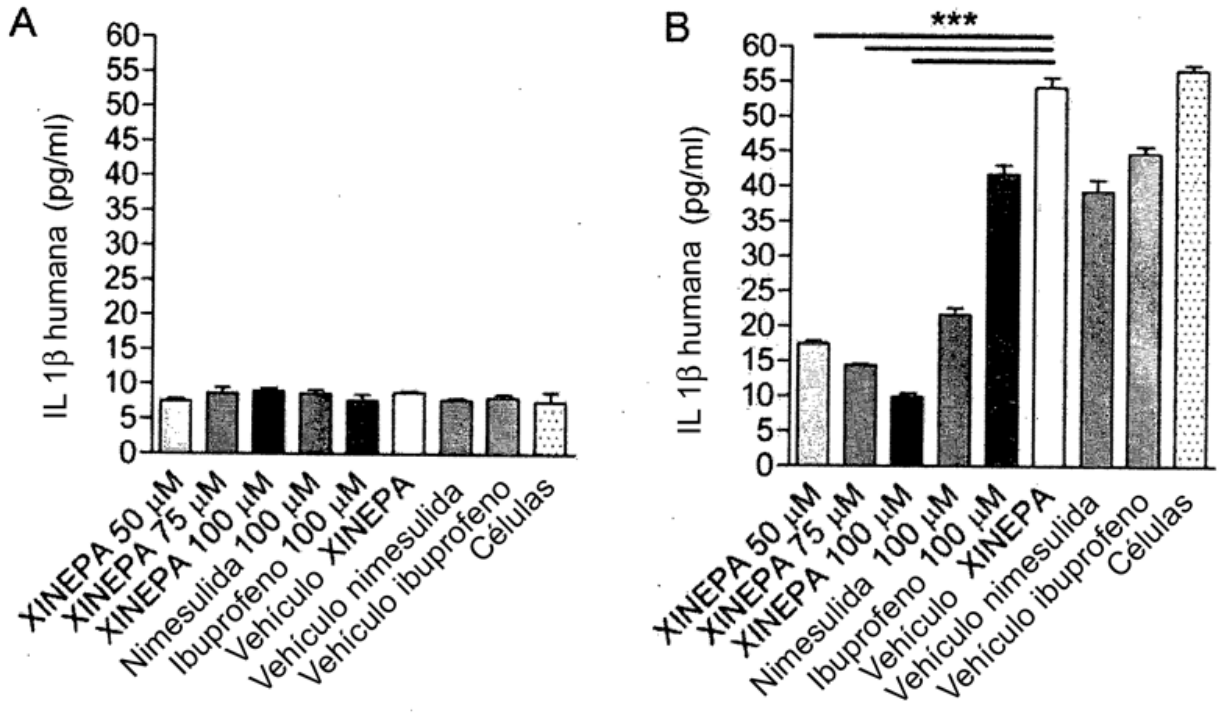 A
60
55
50
45
40
35
30
25
20
15
10
5
0
IL 1β humana (pg/ml)
XINEPA 50 μM
XINEPA 75 μM
XINEPA 100 μM
Nimesulida 100 μM
Ibuprofeno 100 μM
Vehículo XINEPA
Vehículo nimesulida
Vehículo ibuprofeno
Células
B
***
60
55
50
45
40
35
30
25
20
15
10
5
0
IL 1β humana (pg/ml)
XINEPA 50 μM
XINEPA 75 μM
XINEPA 100 μM
Nimesulida 100 μM
Ibuprofeno 100 μM
Vehículo XINEPA
Vehículo nimesulida
Vehículo ibuprofeno
Células